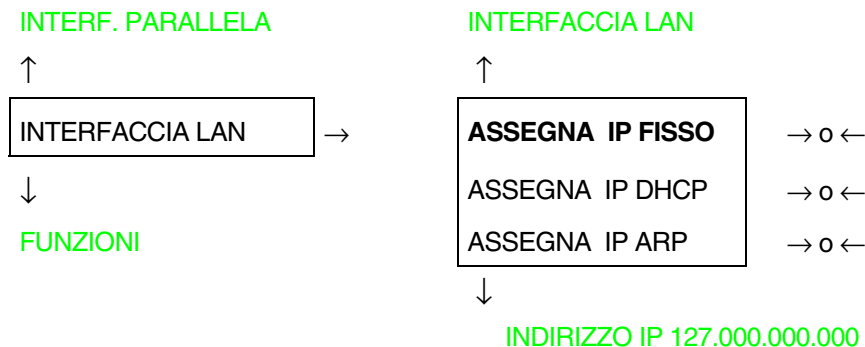 INTERF. PARALLELA
↑
INTERFACCIA LAN →
↓
FUNZIONI
INTERFACCIA LAN
↑
ASSEGNA IP FISSO → o ←
ASSEGNA IP DHCP → o ←
ASSEGNA IP ARP → o ←
↓
INDIRIZZO IP 127.000.000.000